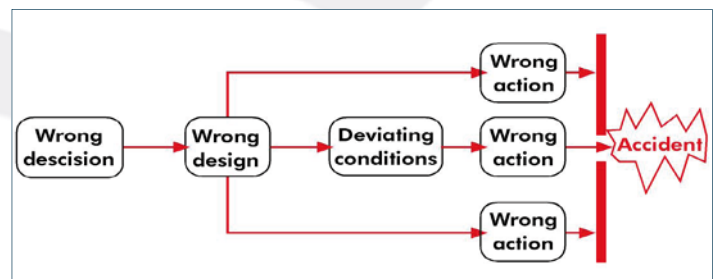 Wrong
descision
Wrong
design
Wrong
action
Deviating
conditions
Wrong
action
Wrong
action
Accident